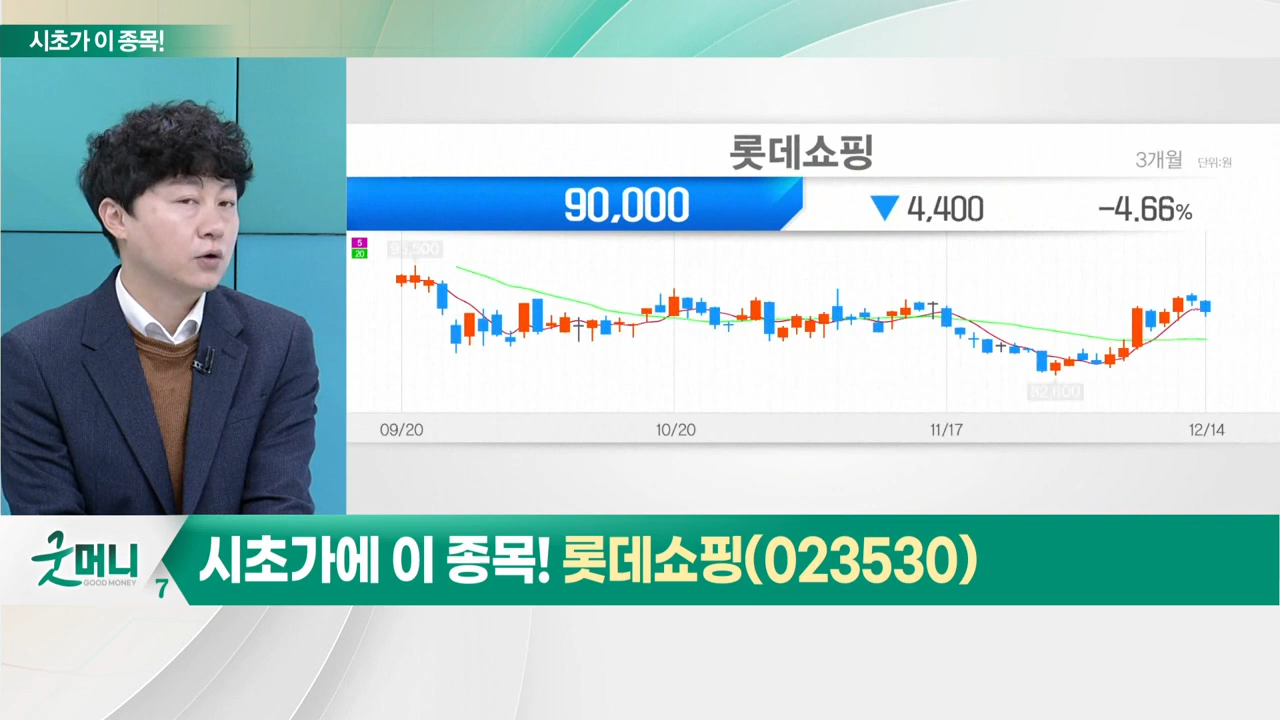 시초가 이 종목!
롯데쇼핑
3개월 단위:원
90,000 ▼ 4,400 -4.66%
5
20
82,100
09/20 10/20 11/17 12/14
굿머니
GOOD MONEY
7
시초가에 이 종목! 롯데쇼핑(023530)